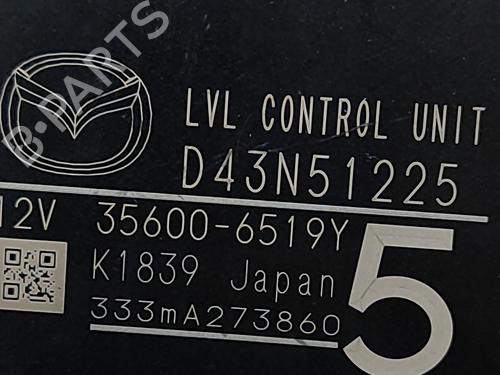 B-PARTS
LVL CONTROL UNIT
D43N51225
12V 35600-6519Y
K1839 Japan
333mA273860
5